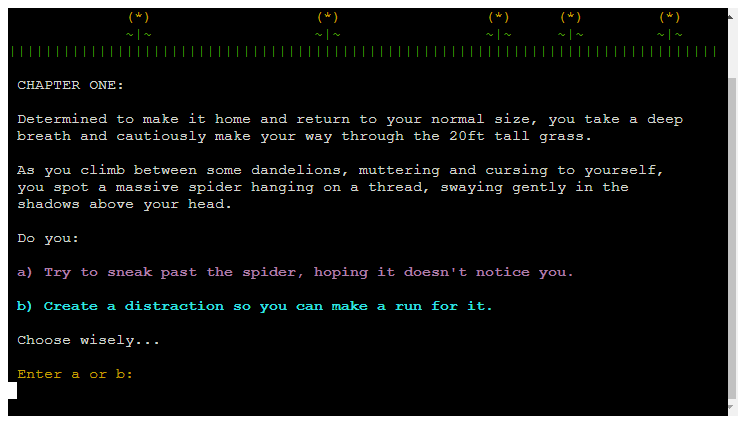 (*) (*) (*) (*) (*)
~|~ ~|~ ~|~ ~|~ ~|~
|||||||||||||||||||||||||||||||||||||||||||||||||||||||||||||||||||||||||||||||
CHAPTER ONE:
Determined to make it home and return to your normal size, you take a deep
breath and cautiously make your way through the 20ft tall grass.
As you climb between some dandelions, muttering and cursing to yourself,
you spot a massive spider hanging on a thread, swaying gently in the
shadows above your head.
Do you:
a) Try to sneak past the spider, hoping it doesn't notice you.
b) Create a distraction so you can make a run for it.
Choose wisely...
Enter a or b: